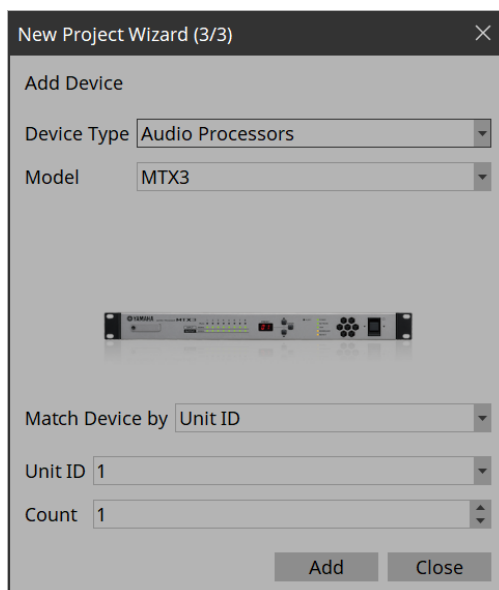 New Project Wizard (3/3)
Add Device
Device Type Audio Processors
Model MTX3
YAMAHA
Match Device by Unit ID
Unit ID 1
Count 1
Add Close